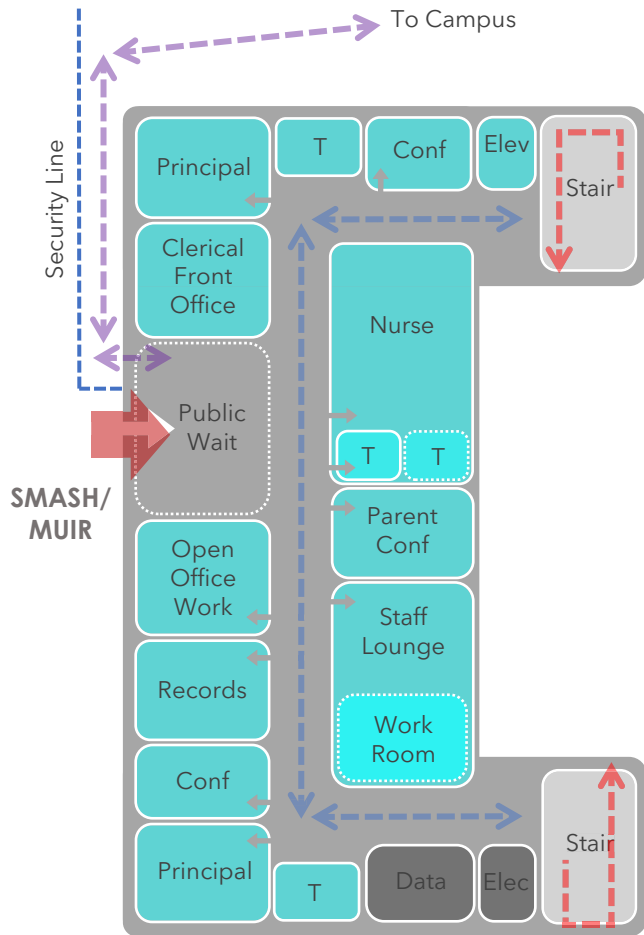 To Campus
Security Line
Principal
T
Conf
Elev
Stair
Clerical
Front
Office
Nurse
Public
Wait
T
T
SMASH/
MUIR
Parent
Conf
Open
Office
Work
Staff
Lounge
Records
Work
Room
Conf
Principal
T
Data
Elec
Stair